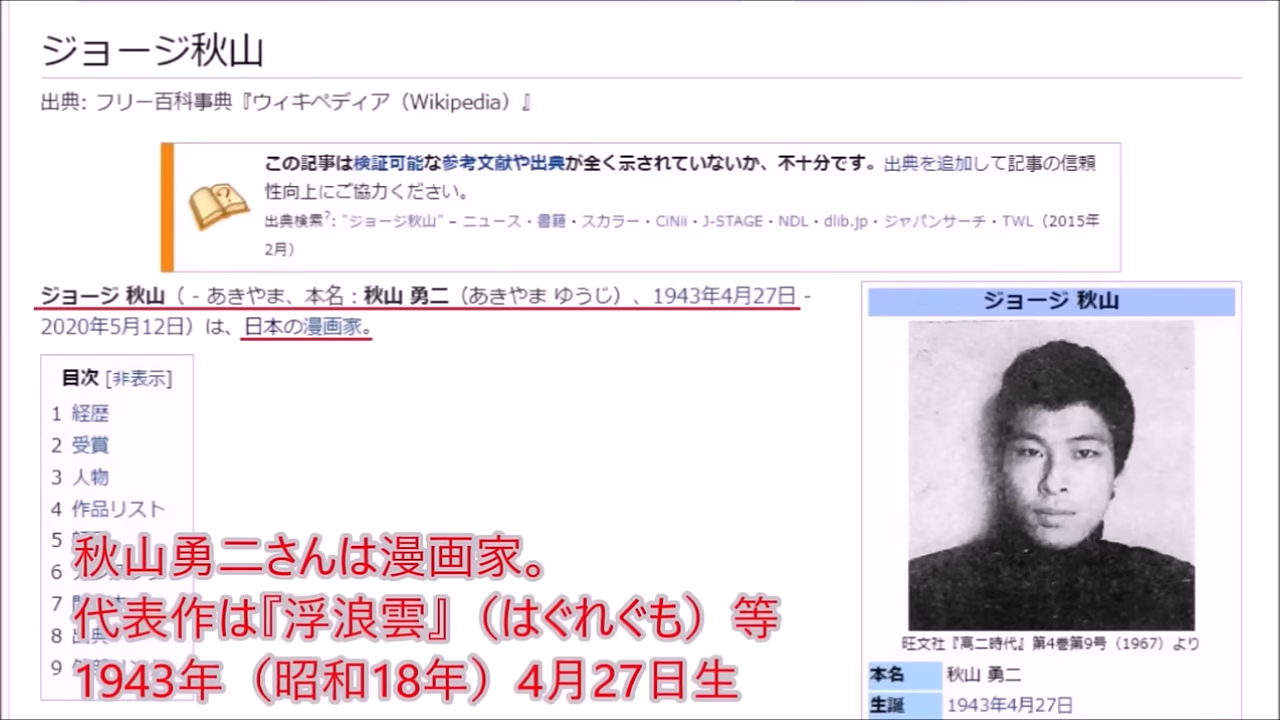 ジョージ秋山
出典: フリー百科事典『ウィキペディア（Wikipedia）』
この記事は検証可能な参考文献や出典が全く示されていないか、不十分です。出典を追加して記事の信頼
性向上にご協力ください。
出典検索?: "ジョージ秋山" – ニュース・書籍・スカラー・CiNii・J-STAGE・NDL・dlib.jp・ジャパンサーチ・TWL（2015年
2月）
ジョージ 秋山（ - あきやま、本名：秋山 勇二（あきやま ゆうじ）、1943年4月27日 -
2020年5月12日）は、日本の漫画家。
目次 [非表示]
1 経歴
2 受賞
3 人物
4 作品リスト
5
6
7
8 出典
9
秋山勇二さんは漫画家。
代表作は『浮浪雲』（はぐれぐも）等
1943年（昭和18年）4月27日生
ジョージ 秋山
旺文社『高二時代』第4巻第9号（1967）より
本名 秋山 勇二
生誕 1943年4月27日